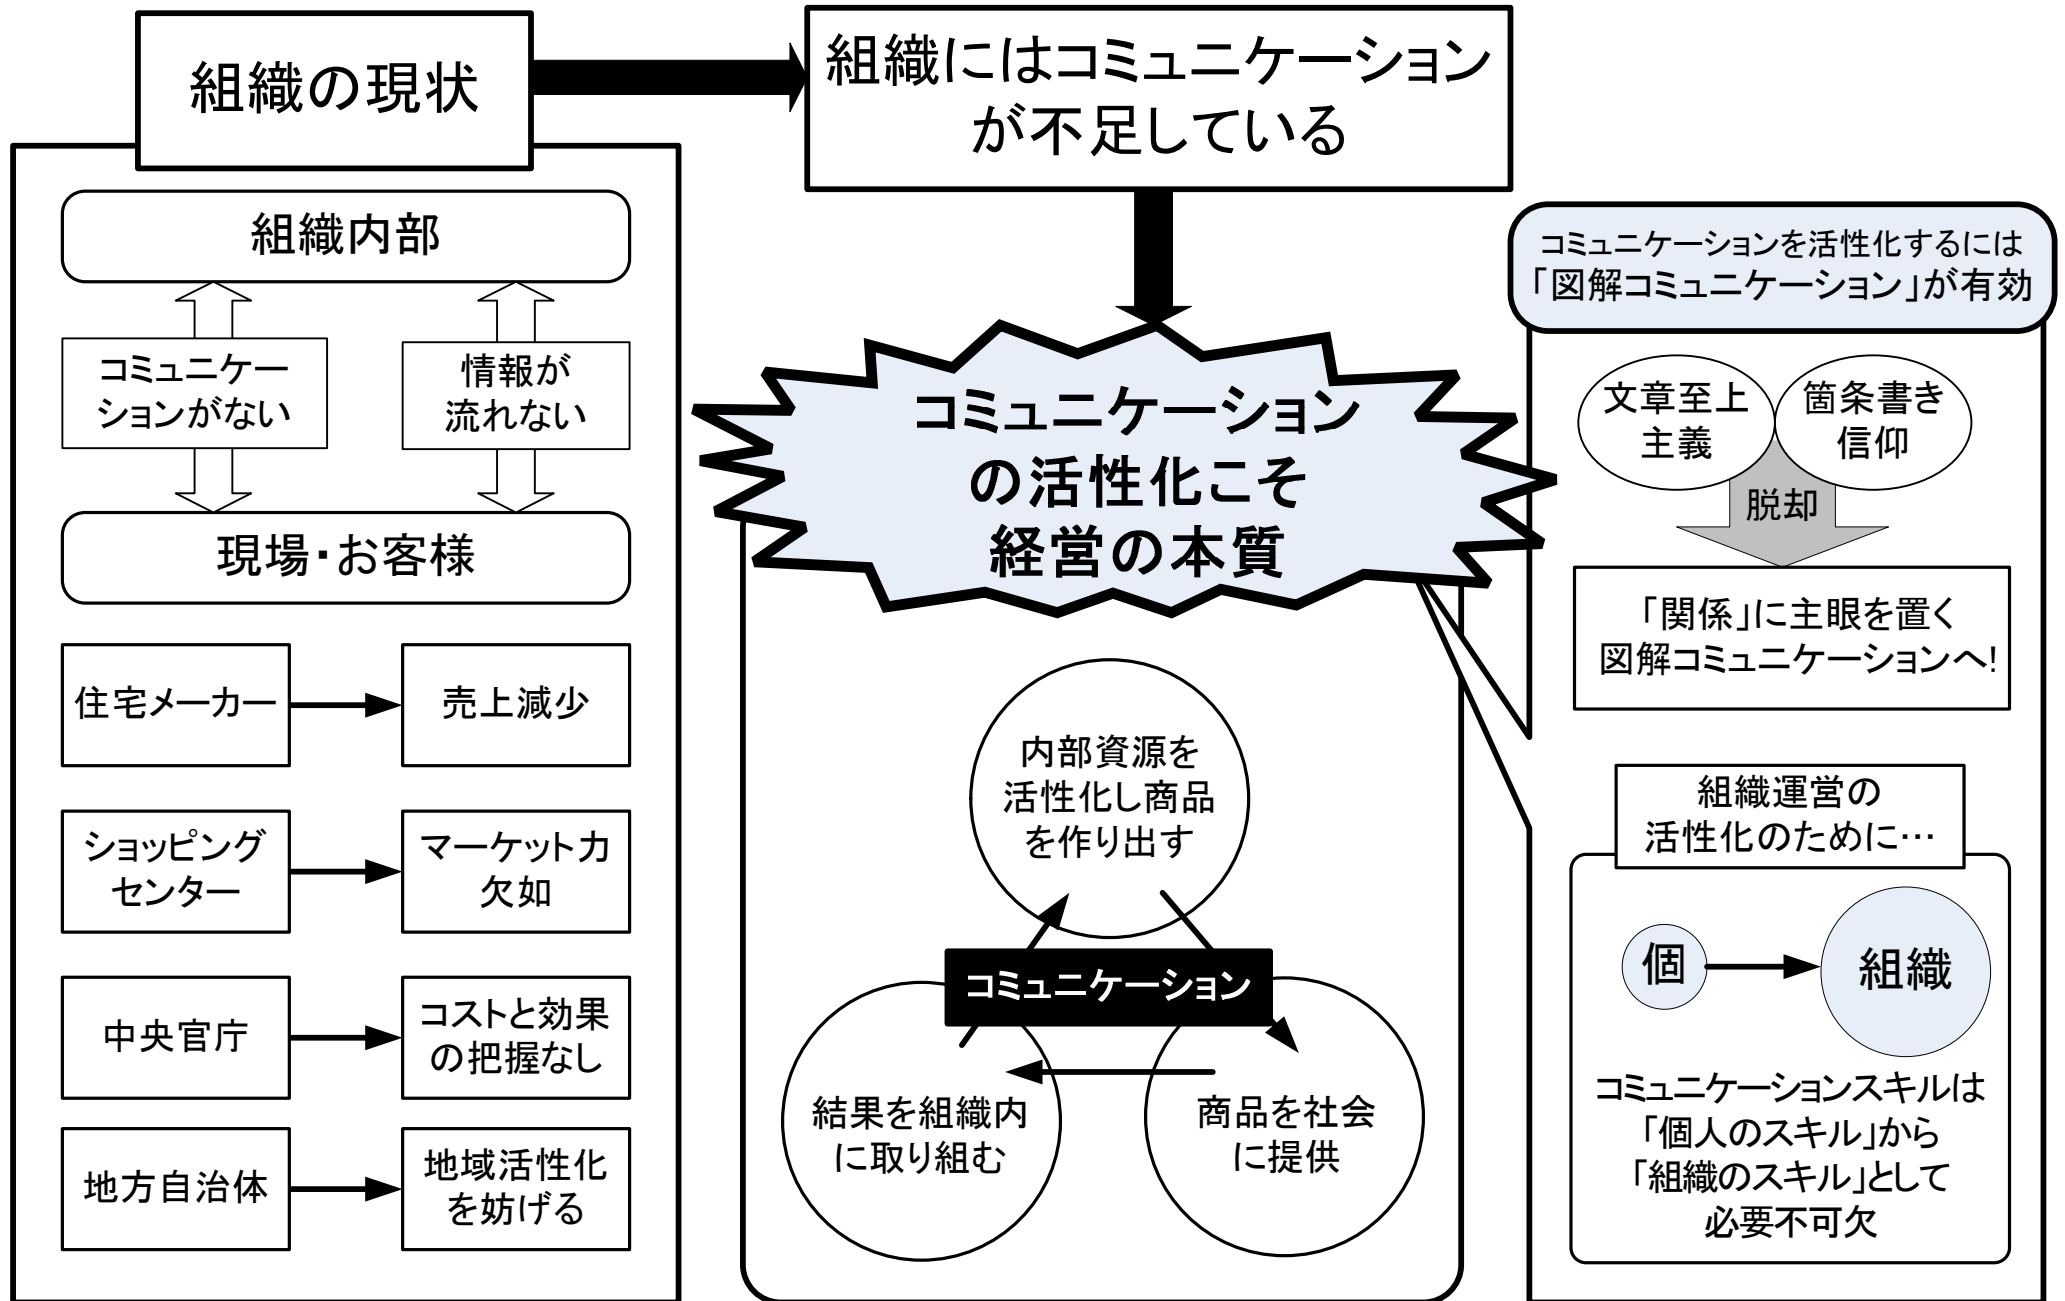 組織の現状
組織にはコミュニケーション
が不足している
組織内部
コミュニケー
ションがない
情報が
流れない
現場・お客様
住宅メーカー
売上減少
ショッピング
センター
マーケット力
欠如
中央官庁
コストと効果
の把握なし
地方自治体
地域活性化
を妨げる
コミュニケーション
の活性化こそ
経営の本質
内部資源を
活性化し商品
を作り出す
コミュニケーション
結果を組織内
に取り組む
商品を社会
に提供
コミュニケーションを活性化するには
「図解コミュニケーション」が有効
文章至上
主義
箇条書き
信仰
脱却
「関係」に主眼を置く
図解コミュニケーションへ!
組織運営の
活性化のために…
個
組織
コミュニケーションスキルは
「個人のスキル」から
「組織のスキル」として
必要不可欠